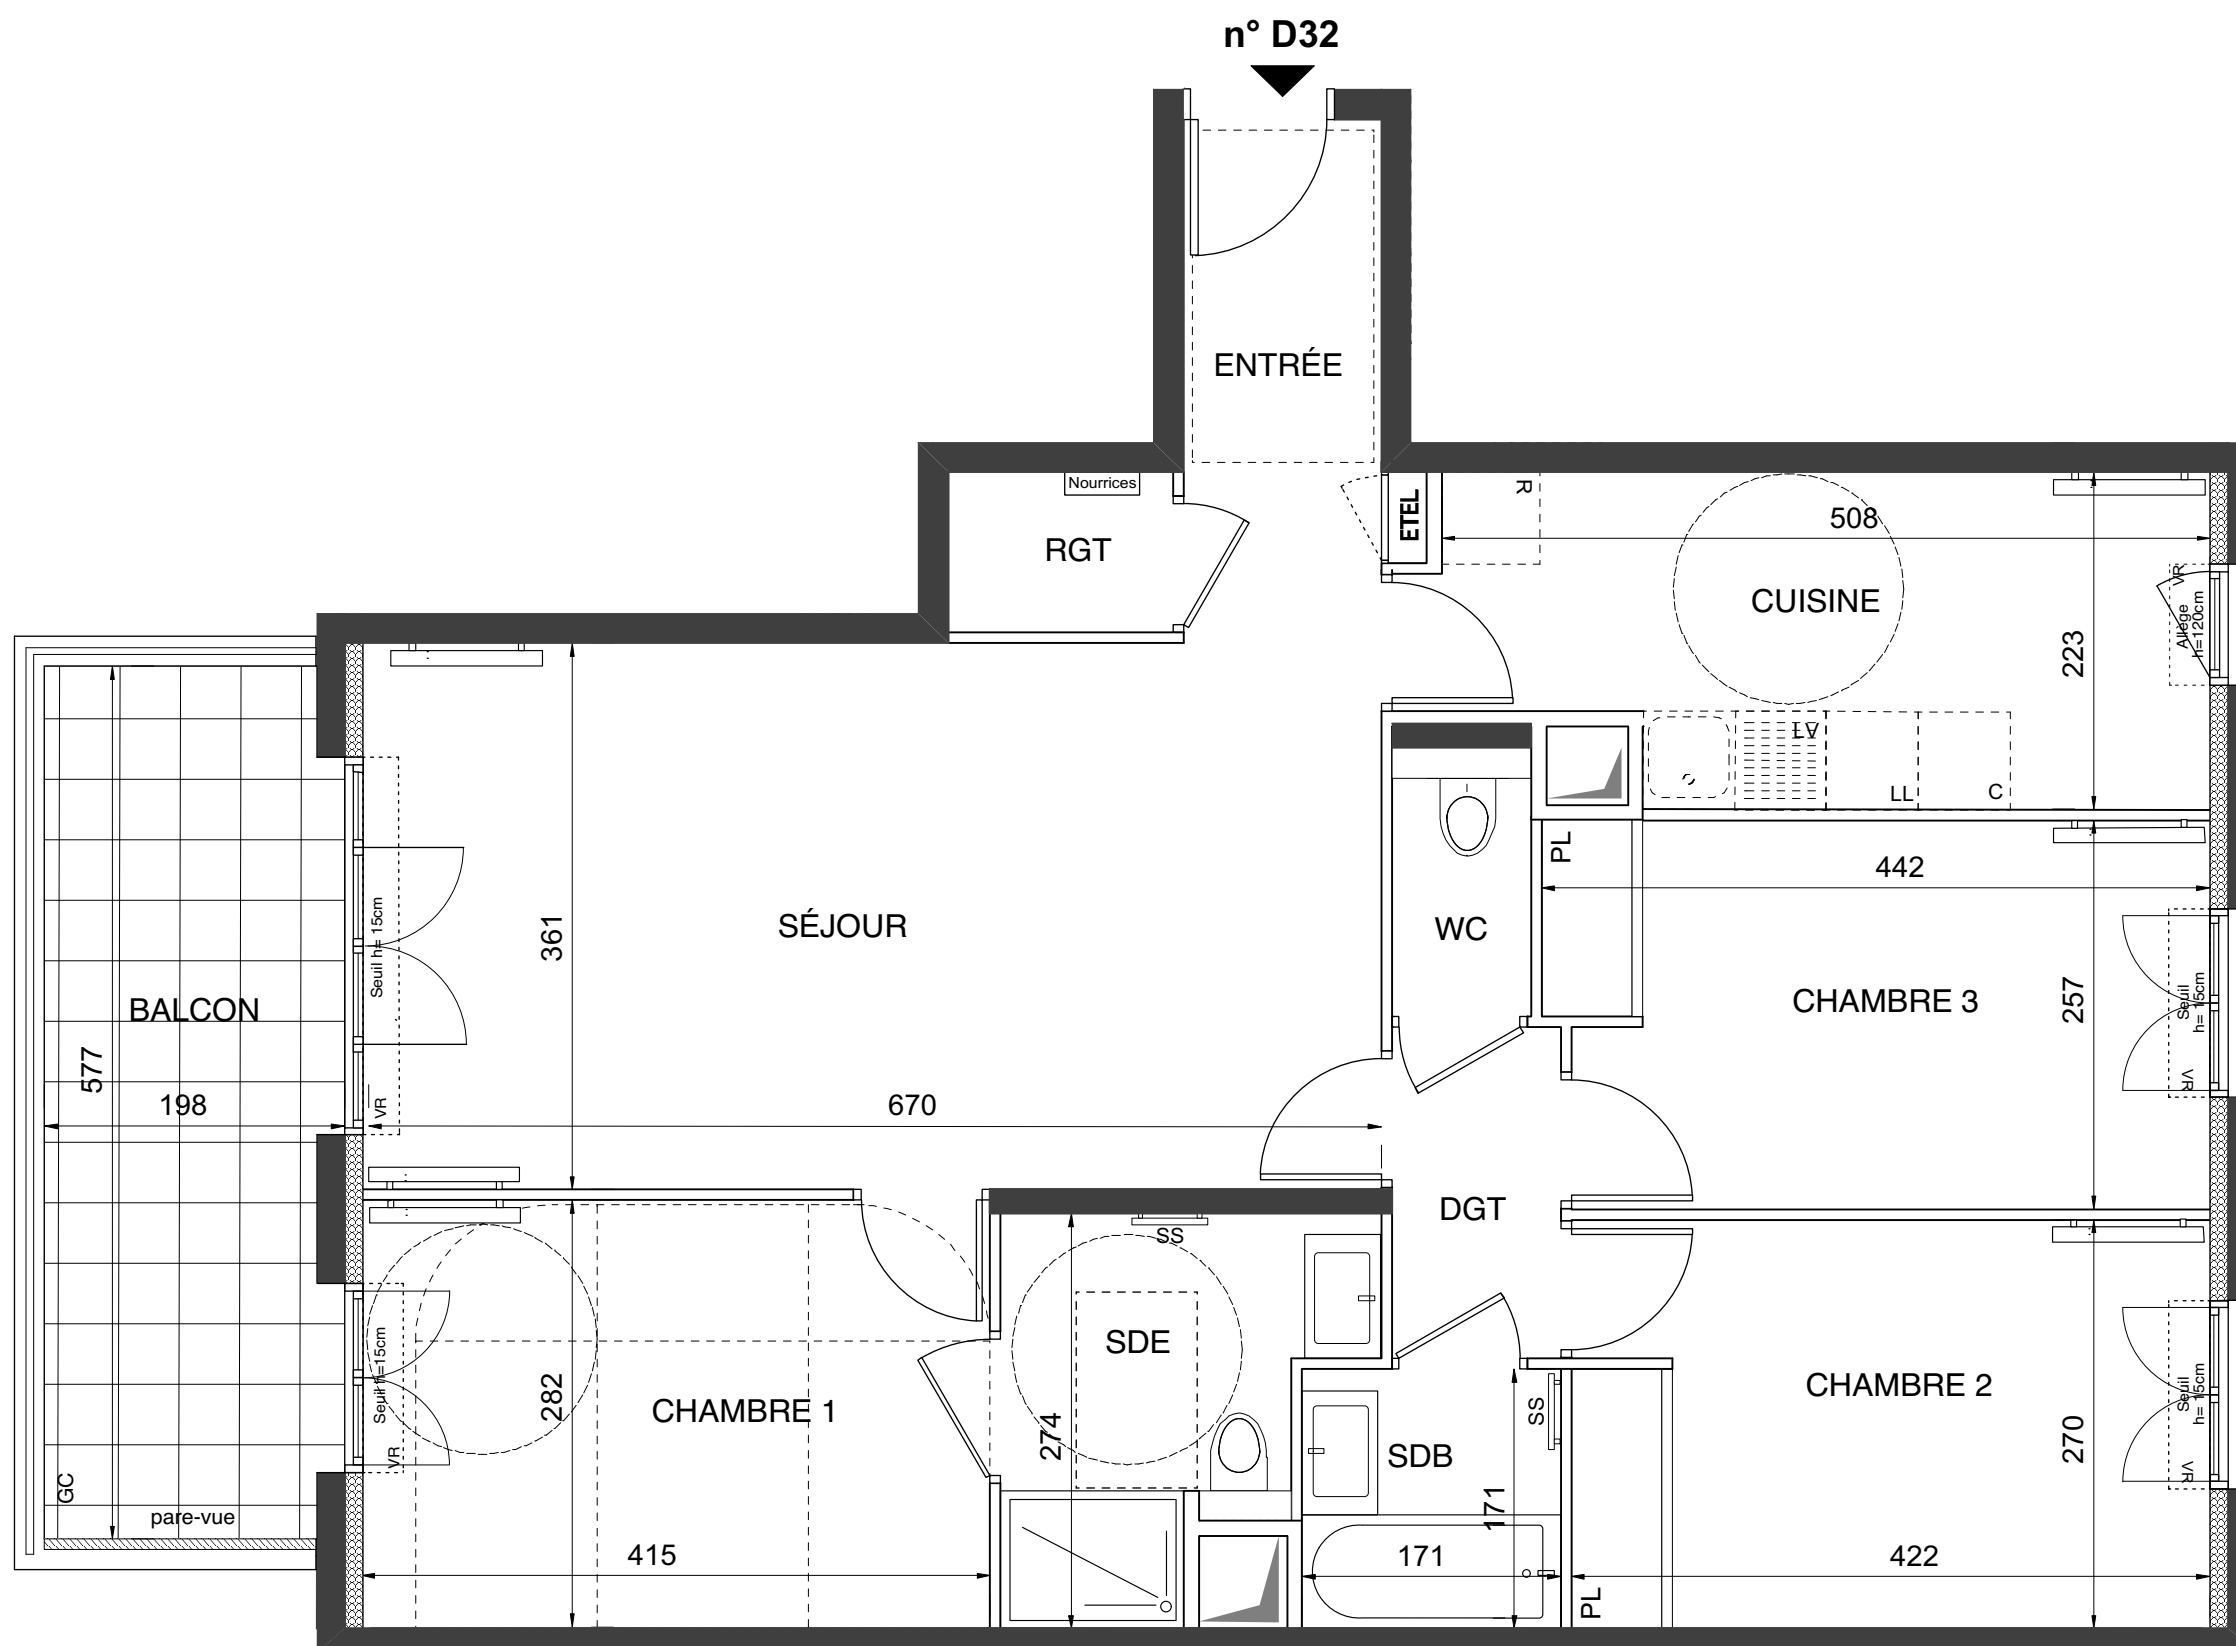 n° D32
ENTRÉE
Nourrices
RGT
ETEL
R
508
CUISINE
VR
Allège
h=120cm
223
LV
LL
C
PL
442
SÉJOUR
361
WC
CHAMBRE 3
257
Seuil
h= 15cm
VR
Seuil h= 15cm
VR
BALCON
577
198
670
DGT
SS
SDE
274
CHAMBRE 1
282
Seuil h=15cm
VR
415
GC
pare-vue
SS
SDB
171
171
CHAMBRE 2
270
Seuil
h= 15cm
VR
422
PL